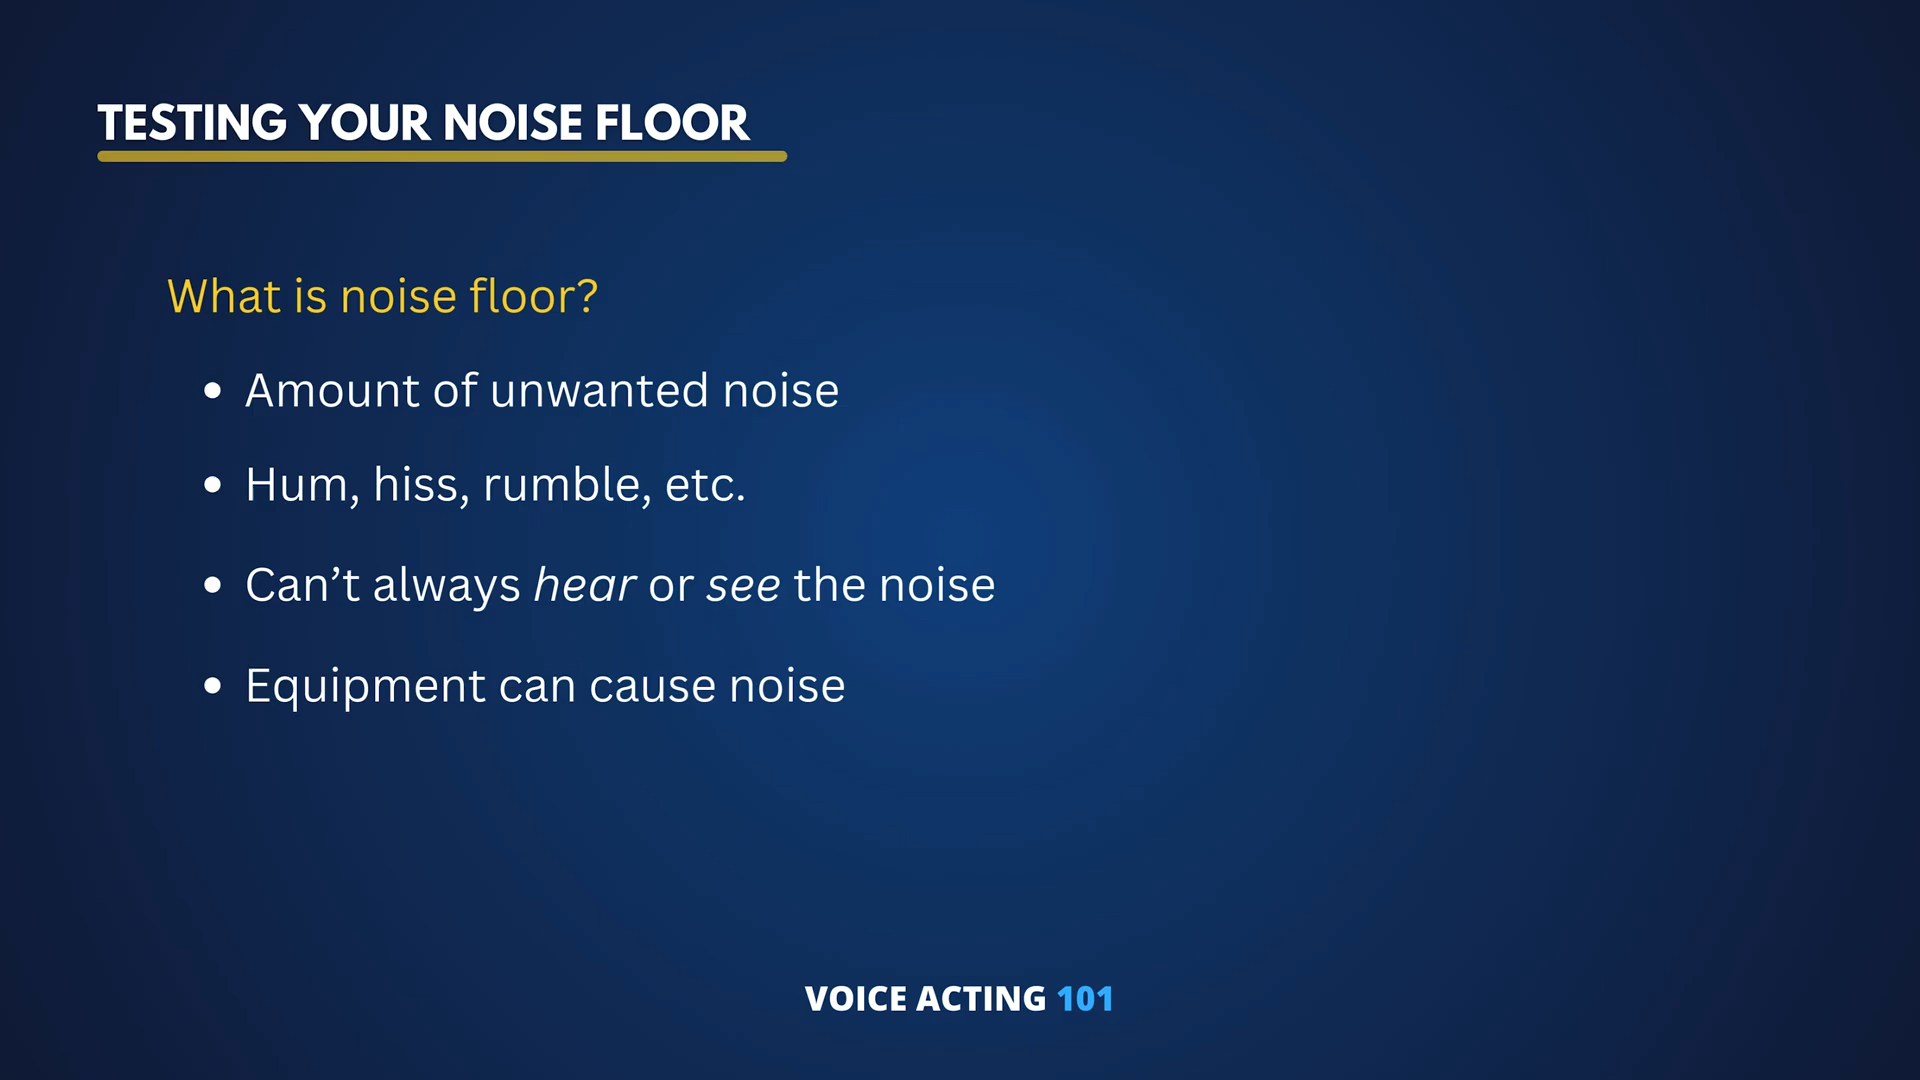 TESTING YOUR NOISE FLOOR
What is noise floor?
• Amount of unwanted noise
• Hum, hiss, rumble, etc.
• Can’t always hear or see the noise
• Equipment can cause noise
VOICE ACTING 101